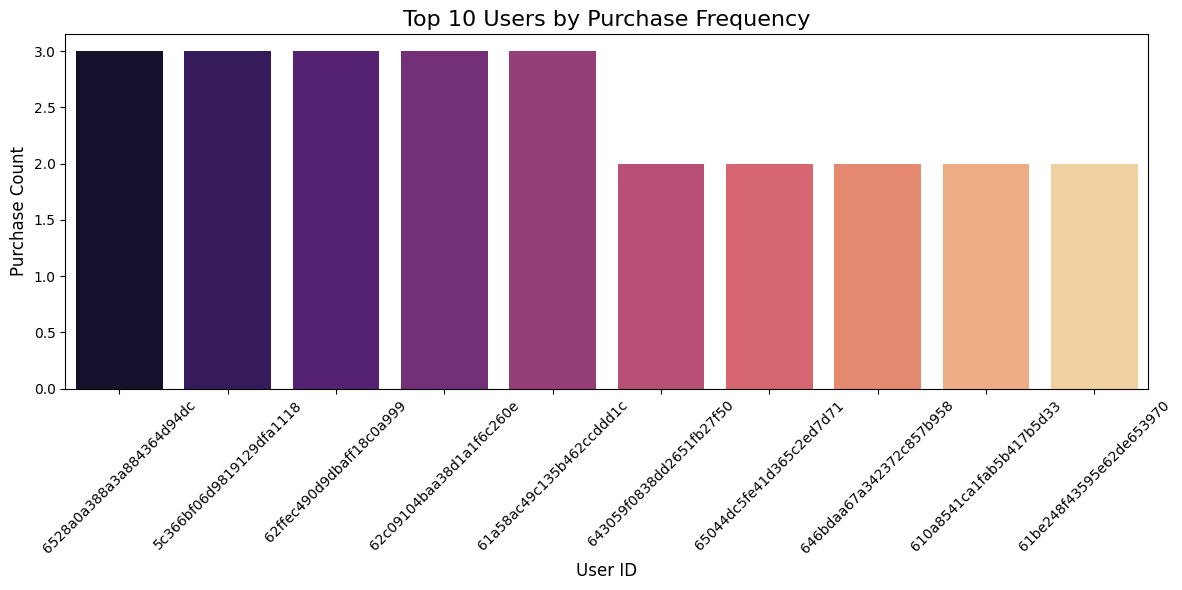 Top 10 Users by Purchase Frequency
Purchase Count
3.0
2.5
2.0
1.5
1.0
0.5
0.0
6528a0a388a3a884364d94dc
5c366bf06d9819129dfa1118
62ffec490d9dbaff18c0a999
62c09104baa38d1a1f6c260e
61a58ac49c135b462ccddd1c
643059f0838dd2651fb27f50
65044dc5fe41d365c2ed7d71
646bdaa67a342372c857b958
610a8541ca1fab5b417b5d33
61be248f43595e62de653970
User ID